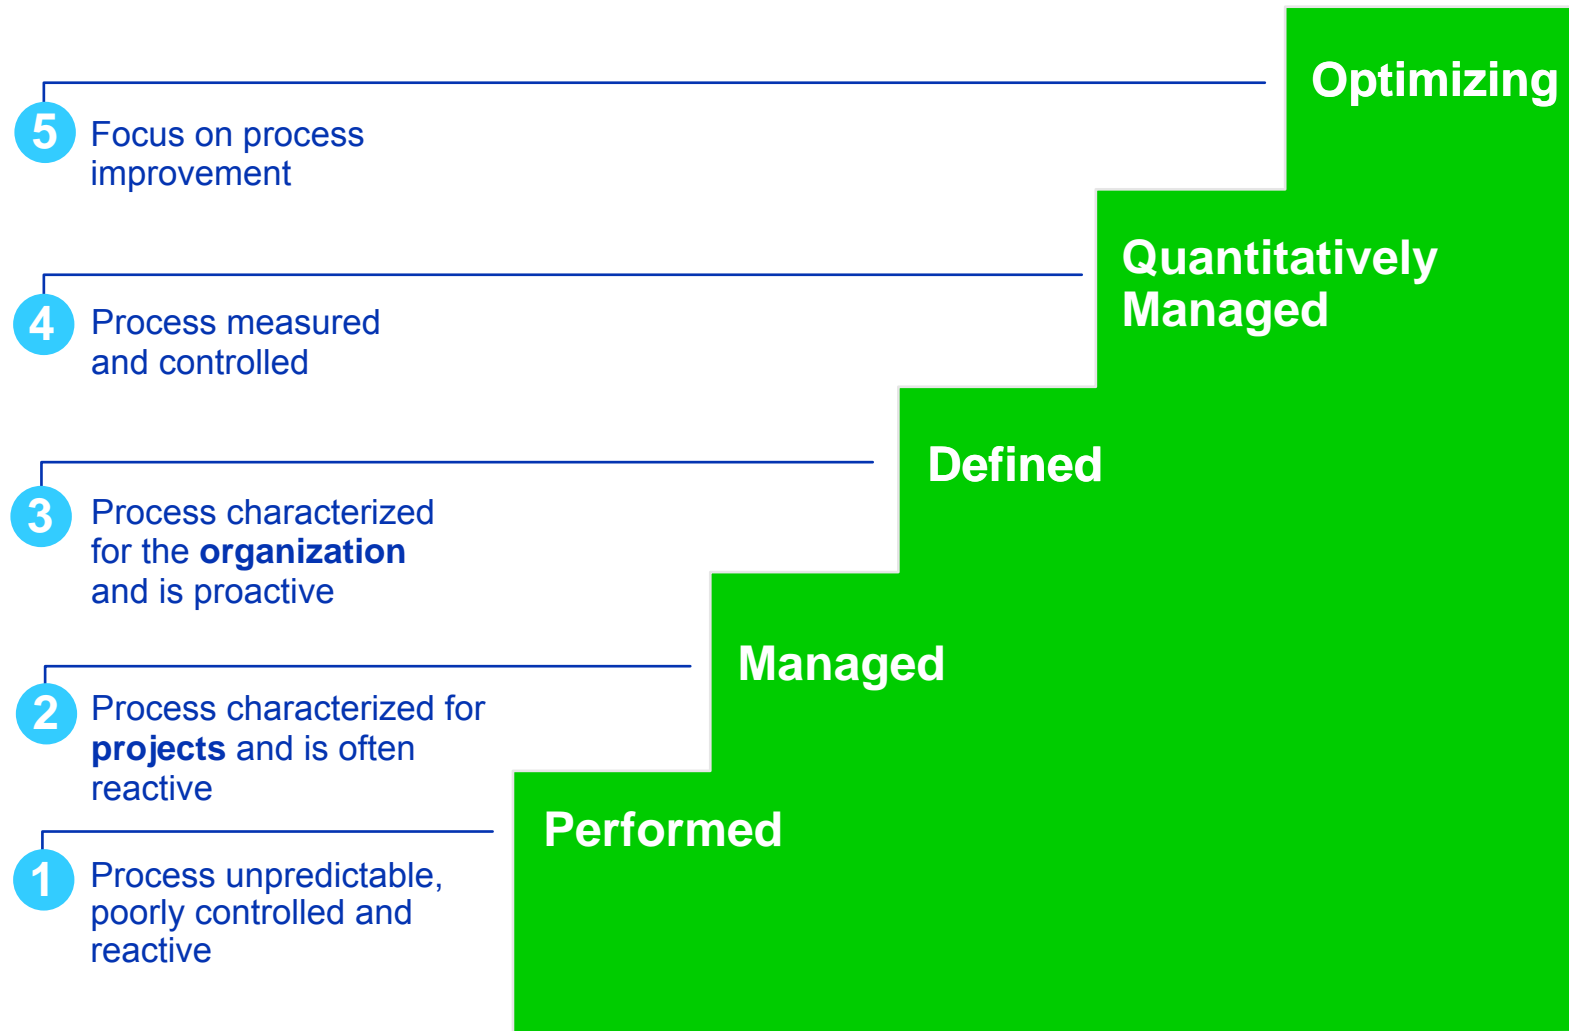 Optimizing
5
Focus on process
improvement
Quantitatively
Managed
4
Process measured
and controlled
Defined
3
Process characterized
for the organization
and is proactive
Managed
2
Process characterized for
projects and is often
reactive
Performed
1
Process unpredictable,
poorly controlled and
reactive